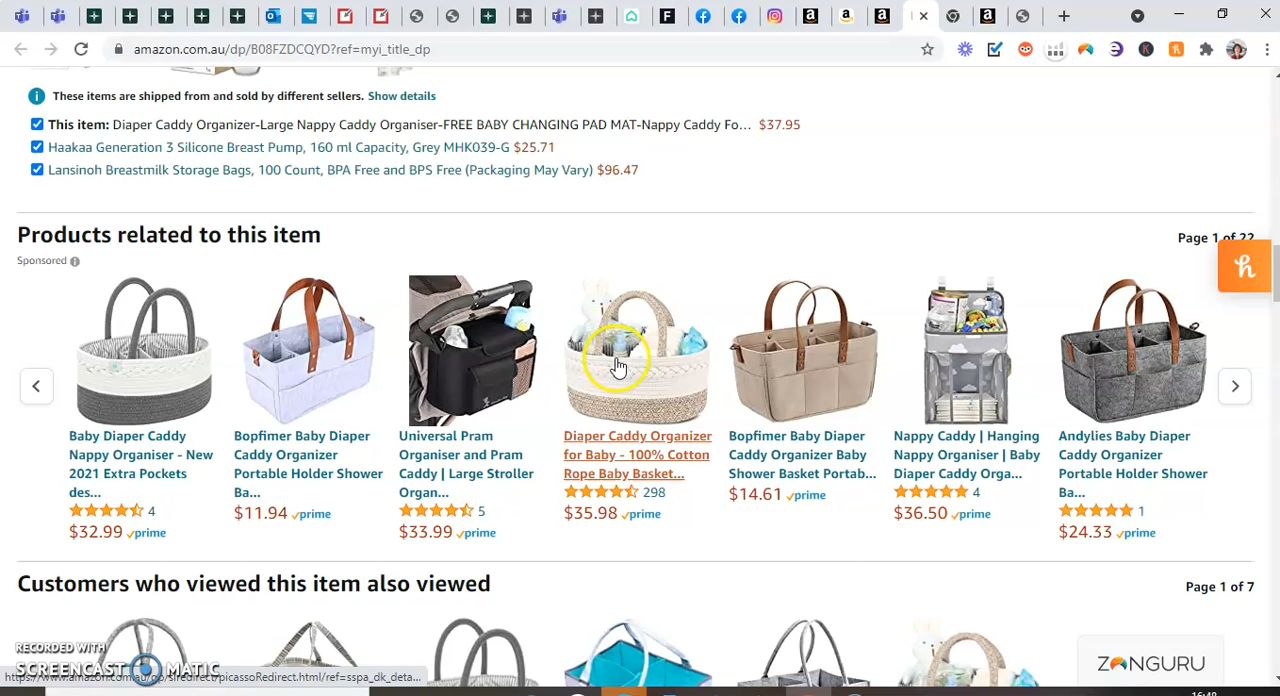 amazon.com.au/dp/B08FZDCQYD?ref=myi_title_dp
These items are shipped from and sold by different sellers. Show details
This item: Diaper Caddy Organizer-Large Nappy Caddy Organiser-FREE BABY CHANGING PAD MAT-Nappy Caddy Fo... $37.95
Haakaa Generation 3 Silicone Breast Pump, 160 ml Capacity, Grey MHK039-G $25.71
Lansinoh Breastmilk Storage Bags, 100 Count, BPA Free and BPS Free (Packaging May Vary) $96.47
Products related to this item
Page 1 of 22
Sponsored
Baby Diaper Caddy
Nappy Organiser - New
2021 Extra Pockets
des...
4
$32.99 prime
Bopfimer Baby Diaper
Caddy Organizer
Portable Holder Shower
Ba...
$11.94 prime
Universal Pram
Organiser and Pram
Caddy | Large Stroller
Organ...
5
$33.99 prime
Diaper Caddy Organizer
for Baby - 100% Cotton
Rope Baby Basket...
298
$35.98 prime
Bopfimer Baby Diaper
Caddy Organizer Baby
Shower Basket Portab...
$14.61 prime
Nappy Caddy | Hanging
Nappy Organiser | Baby
Diaper Caddy Orga...
4
$36.50 prime
Andylies Baby Diaper
Caddy Organizer
Portable Holder Shower
Ba...
1
$24.33 prime
Customers who viewed this item also viewed
Page 1 of 7
RECORDED WITH
SCREENCAST MATIC
ZONGURU
16:48